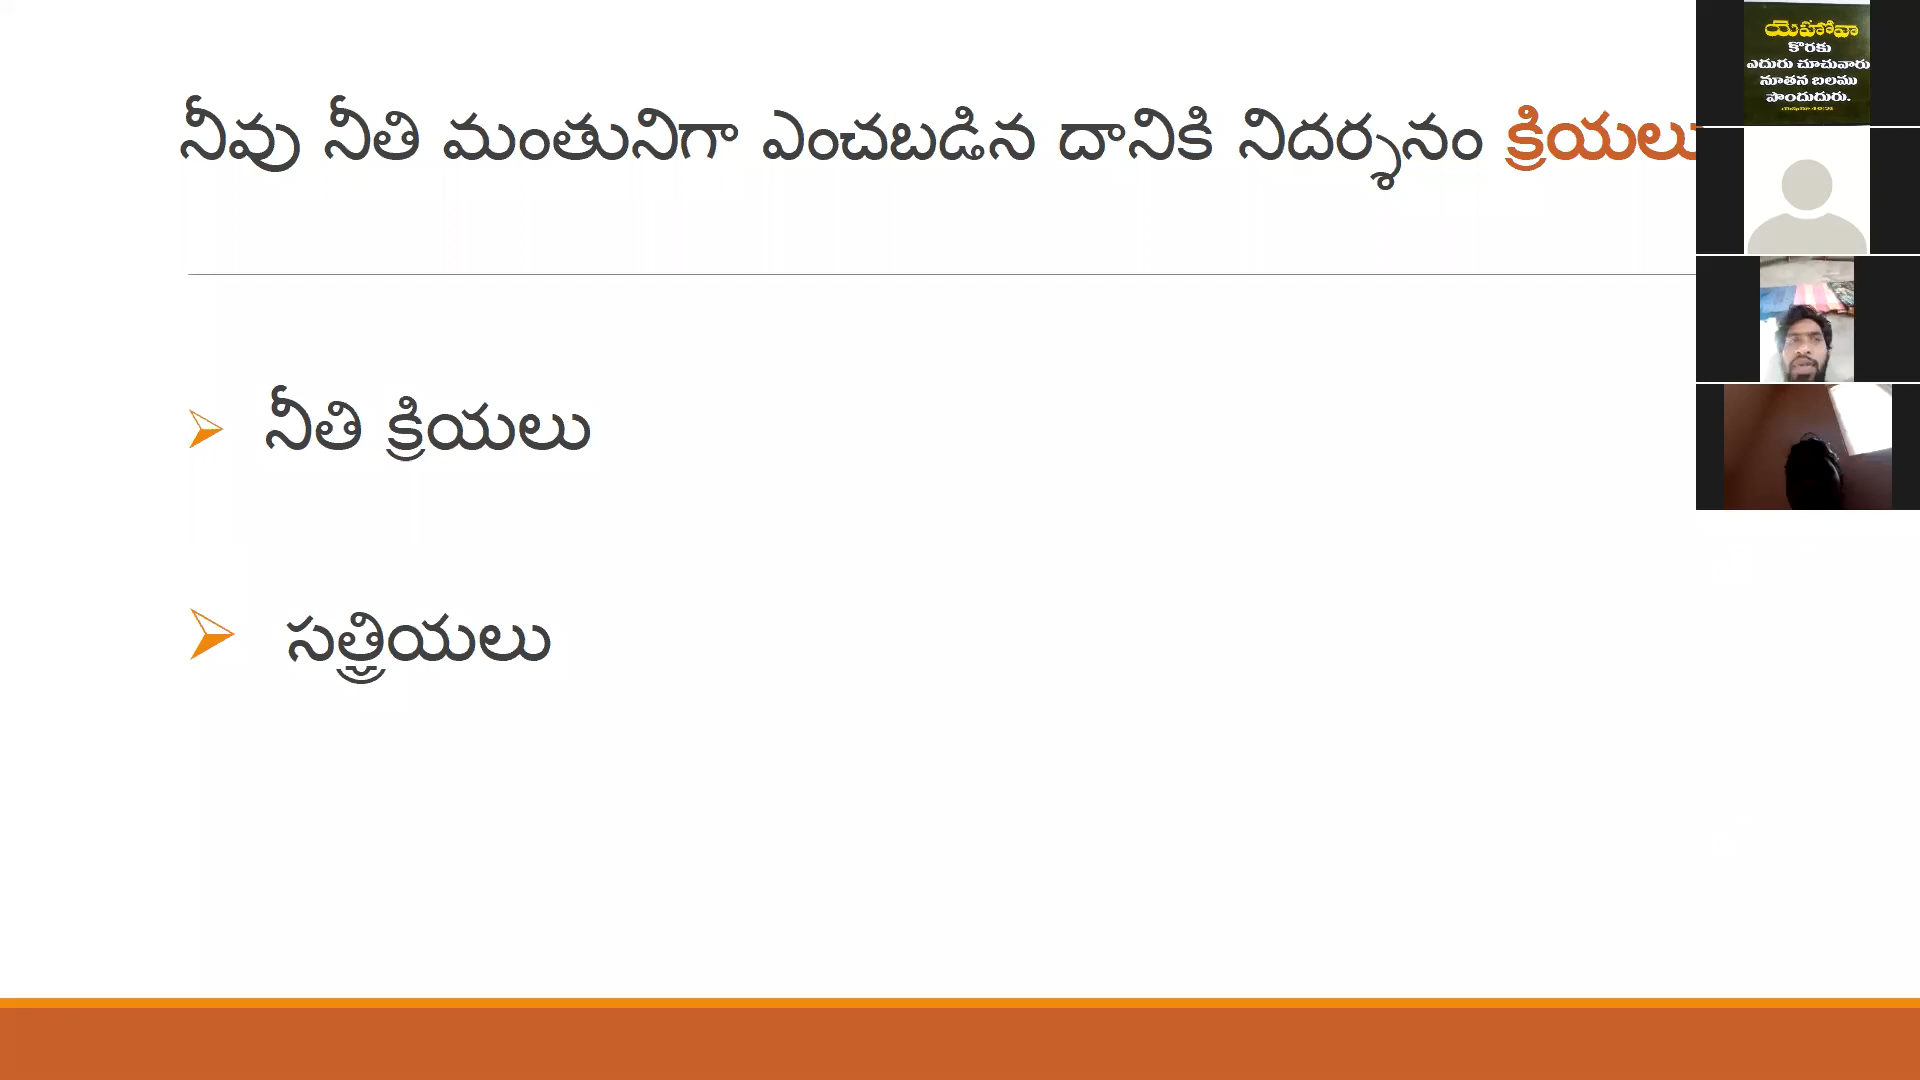 నీవు నీతి మంతునిగా ఎంచబడిన దానికి నిదర్శనం క్రియలు
నీతి క్రియలు
సత్క్రియలు
యెహోవా
కొరకు
ఎదురు చూచువారు
నూతన బలము
పొందుదురు.